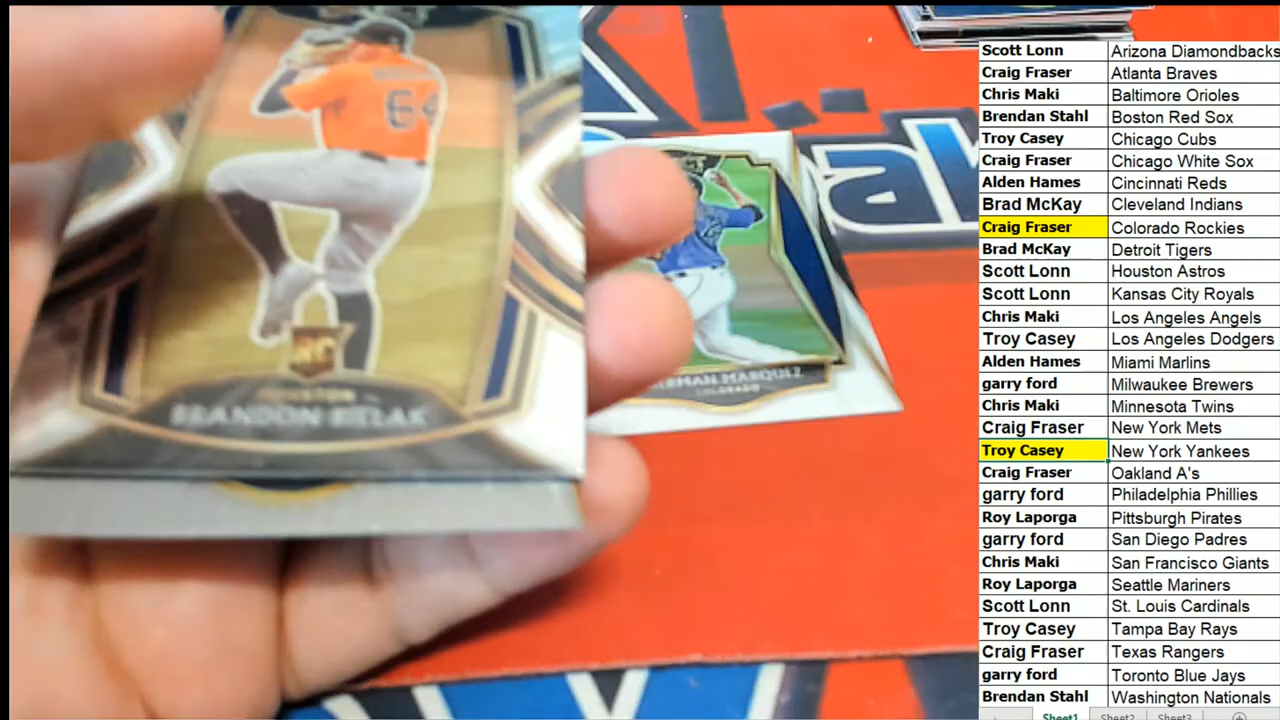 64
RC
HOUSTON
MARQUEZ
COLORADO
Scott Lonn Arizona Diamondbacks
Craig Fraser Atlanta Braves
Chris Maki Baltimore Orioles
Brendan Stahl Boston Red Sox
Troy Casey Chicago Cubs
Craig Fraser Chicago White Sox
Alden Hames Cincinnati Reds
Brad McKay Cleveland Indians
Craig Fraser Colorado Rockies
Brad McKay Detroit Tigers
Scott Lonn Houston Astros
Scott Lonn Kansas City Royals
Chris Maki Los Angeles Angels
Troy Casey Los Angeles Dodgers
Alden Hames Miami Marlins
garry ford Milwaukee Brewers
Chris Maki Minnesota Twins
Craig Fraser New York Mets
Troy Casey New York Yankees
Craig Fraser Oakland A's
garry ford Philadelphia Phillies
Roy Laporga Pittsburgh Pirates
garry ford San Diego Padres
Chris Maki San Francisco Giants
Roy Laporga Seattle Mariners
Scott Lonn St. Louis Cardinals
Troy Casey Tampa Bay Rays
Craig Fraser Texas Rangers
garry ford Toronto Blue Jays
Brendan Stahl Washington Nationals
Sheet1 Sheet2 Sheet3